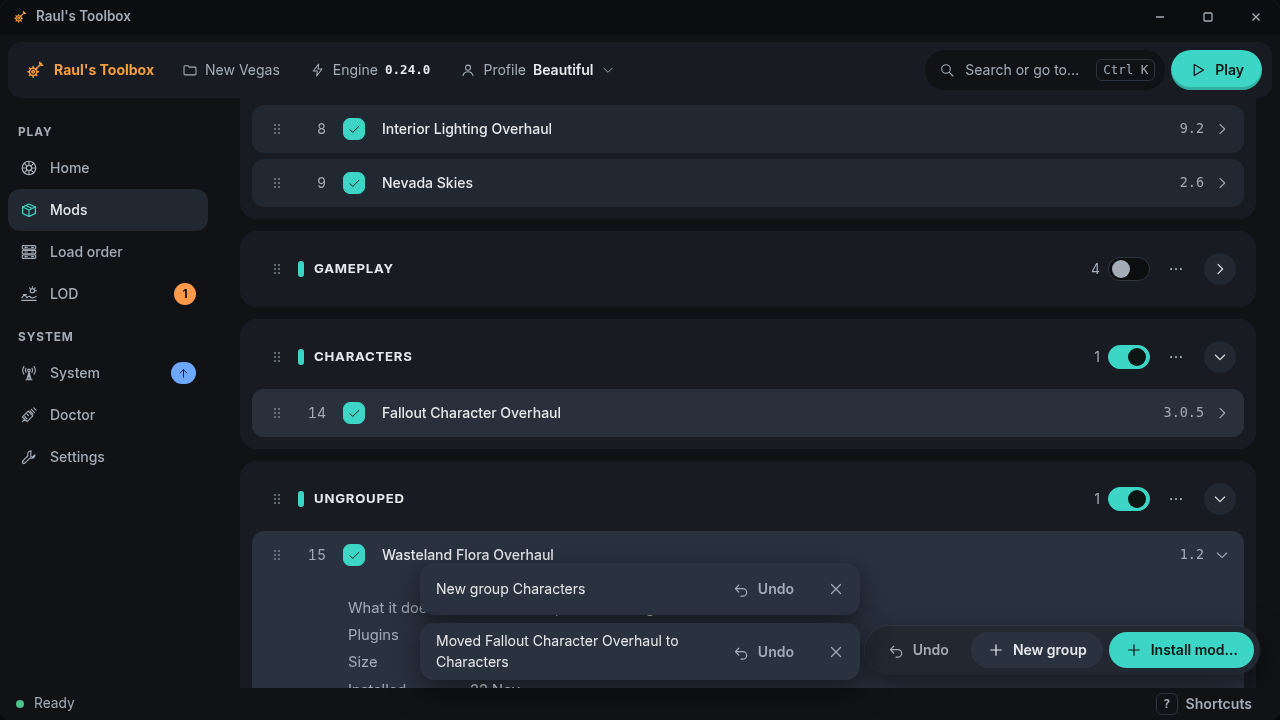 Raul's Toolbox
Raul's Toolbox
New Vegas
Engine 0.24.0
Profile Beautiful
Search or go to...
Ctrl K
Play
PLAY
Home
Mods
Load order
LOD
1
SYSTEM
System
Doctor
Settings
8 Interior Lighting Overhaul 9.2
9 Nevada Skies 2.6
GAMEPLAY 4
CHARACTERS 1
14 Fallout Character Overhaul 3.0.5
UNGROUPED 1
15 Wasteland Flora Overhaul 1.2
What it
Plugins
Size
Installed 22 Nov
New group Characters Undo
Moved Fallout Character Overhaul to
Characters
Undo
Undo
New group
Install mod...
Ready
? Shortcuts